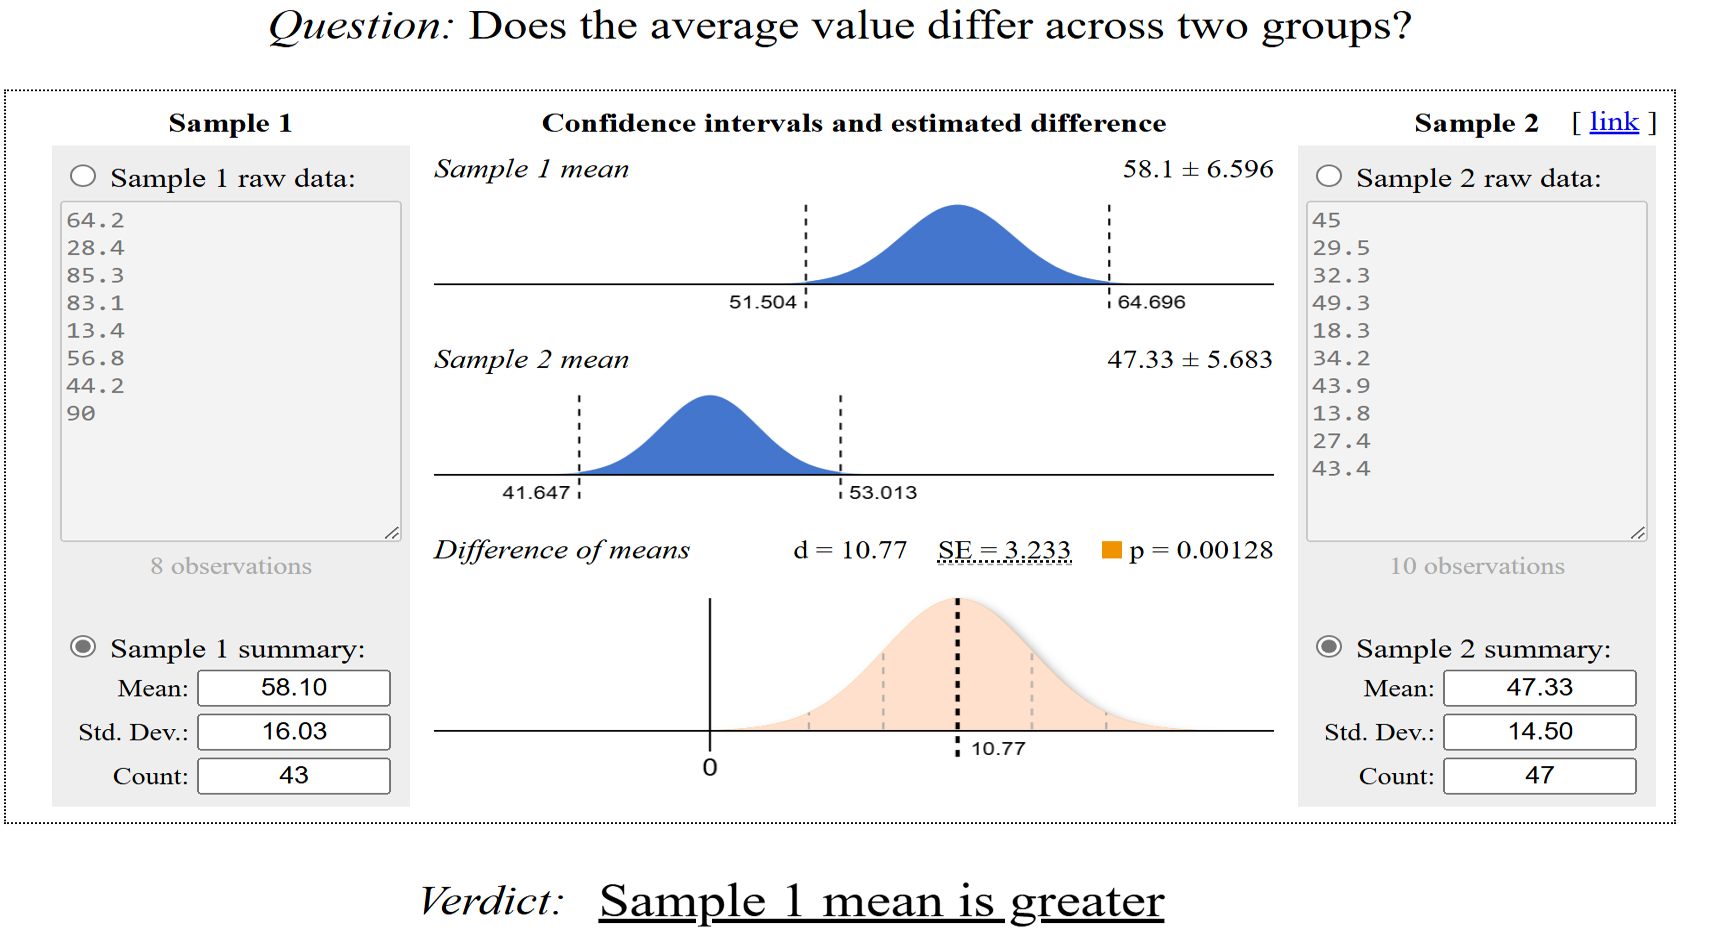 Question: Does the average value differ across two groups?
Sample 1
Sample 1 raw data:
64.2
28.4
85.3
83.1
13.4
56.8
44.2
90
8 observations
Sample 1 summary:
Mean: 58.10
Std. Dev.: 16.03
Count: 43
Confidence intervals and estimated difference
Sample 1 mean 58.1 ± 6.596
51.504 64.696
Sample 2 mean 47.33 ± 5.683
41.647 53.013
Difference of means d = 10.77 SE = 3.233 p = 0.00128
10.77
0
Sample 2 [ link ]
Sample 2 raw data:
45
29.5
32.3
49.3
18.3
34.2
43.9
13.8
27.4
43.4
10 observations
Sample 2 summary:
Mean: 47.33
Std. Dev.: 14.50
Count: 47
Verdict: Sample 1 mean is greater